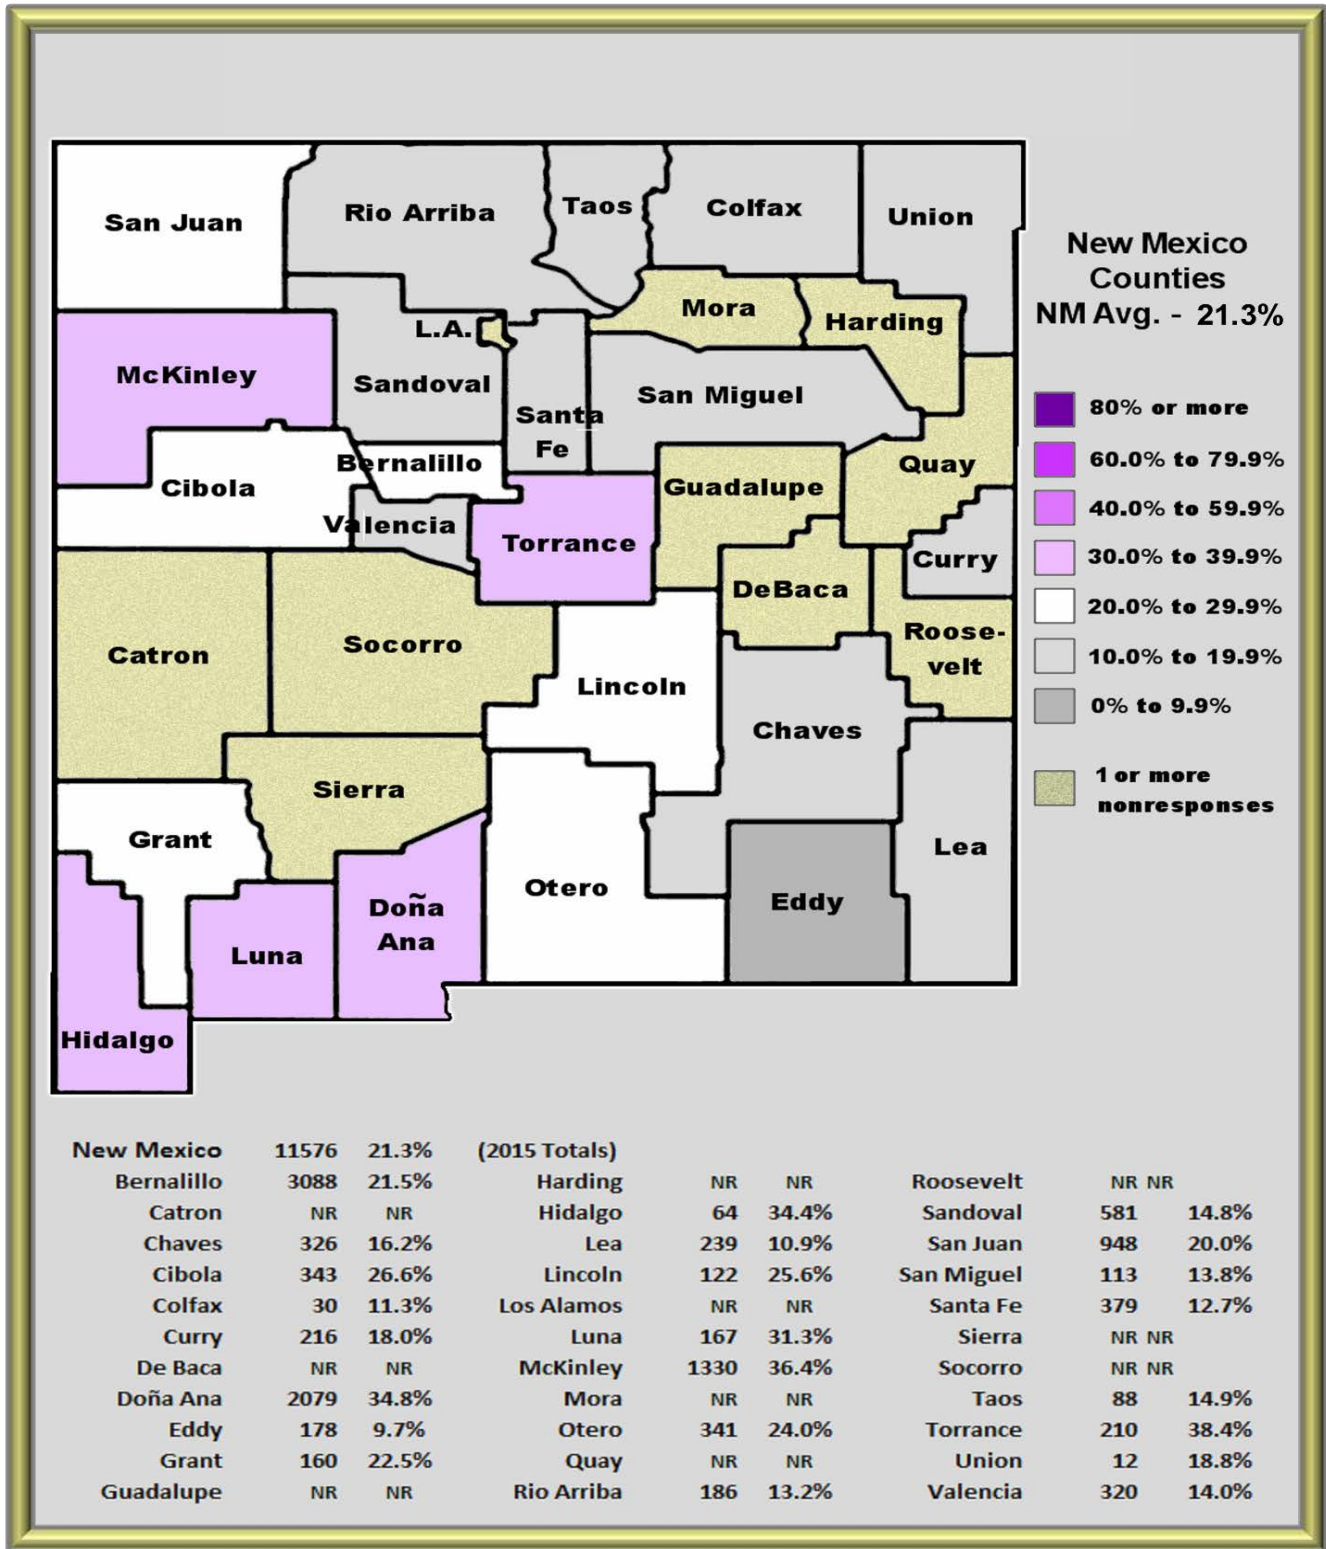 San Juan
Rio Arriba
Taos
Colfax
Union
Mora
Harding
L.A.
McKinley
Sandoval
San Miguel
Santa
Fe
Bernalillo
Cibola
Guadalupe
Quay
Valencia
Torrance
Curry
DeBaca
Catron
Socorro
Roose-
velt
Lincoln
Chaves
Sierra
Grant
Lea
Otero
Eddy
Doña
Ana
Luna
Hidalgo
New Mexico
Counties
NM Avg. - 21.3%
80% or more
60.0% to 79.9%
40.0% to 59.9%
30.0% to 39.9%
20.0% to 29.9%
10.0% to 19.9%
0% to 9.9%
1 or more
nonresponses
New Mexico 11576 21.3% (2015 Totals)
Bernalillo 3088 21.5% Harding NR NR Roosevelt NR NR
Catron NR NR Hidalgo 64 34.4% Sandoval 581 14.8%
Chaves 326 16.2% Lea 239 10.9% San Juan 948 20.0%
Cibola 343 26.6% Lincoln 122 25.6% San Miguel 113 13.8%
Colfax 30 11.3% Los Alamos NR NR Santa Fe 379 12.7%
Curry 216 18.0% Luna 167 31.3% Sierra NR NR
De Baca NR NR McKinley 1330 36.4% Socorro NR NR
Doña Ana 2079 34.8% Mora NR NR Taos 88 14.9%
Eddy 178 9.7% Otero 341 24.0% Torrance 210 38.4%
Grant 160 22.5% Quay NR NR Union 12 18.8%
Guadalupe NR NR Rio Arriba 186 13.2% Valencia 320 14.0%